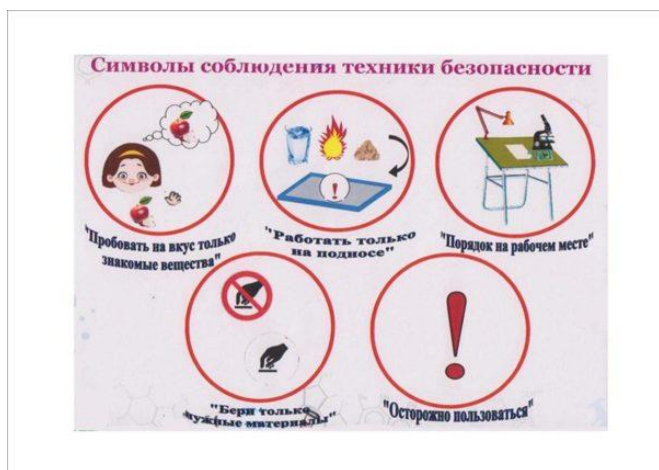 Символы соблюдения техники безопасности
"Пробовать на вкус только
знакомые вещества"
"Работать только
на подносе"
"Порядок на рабочем месте"
"Бери только
нужные материалы"
"Осторожно пользоваться"